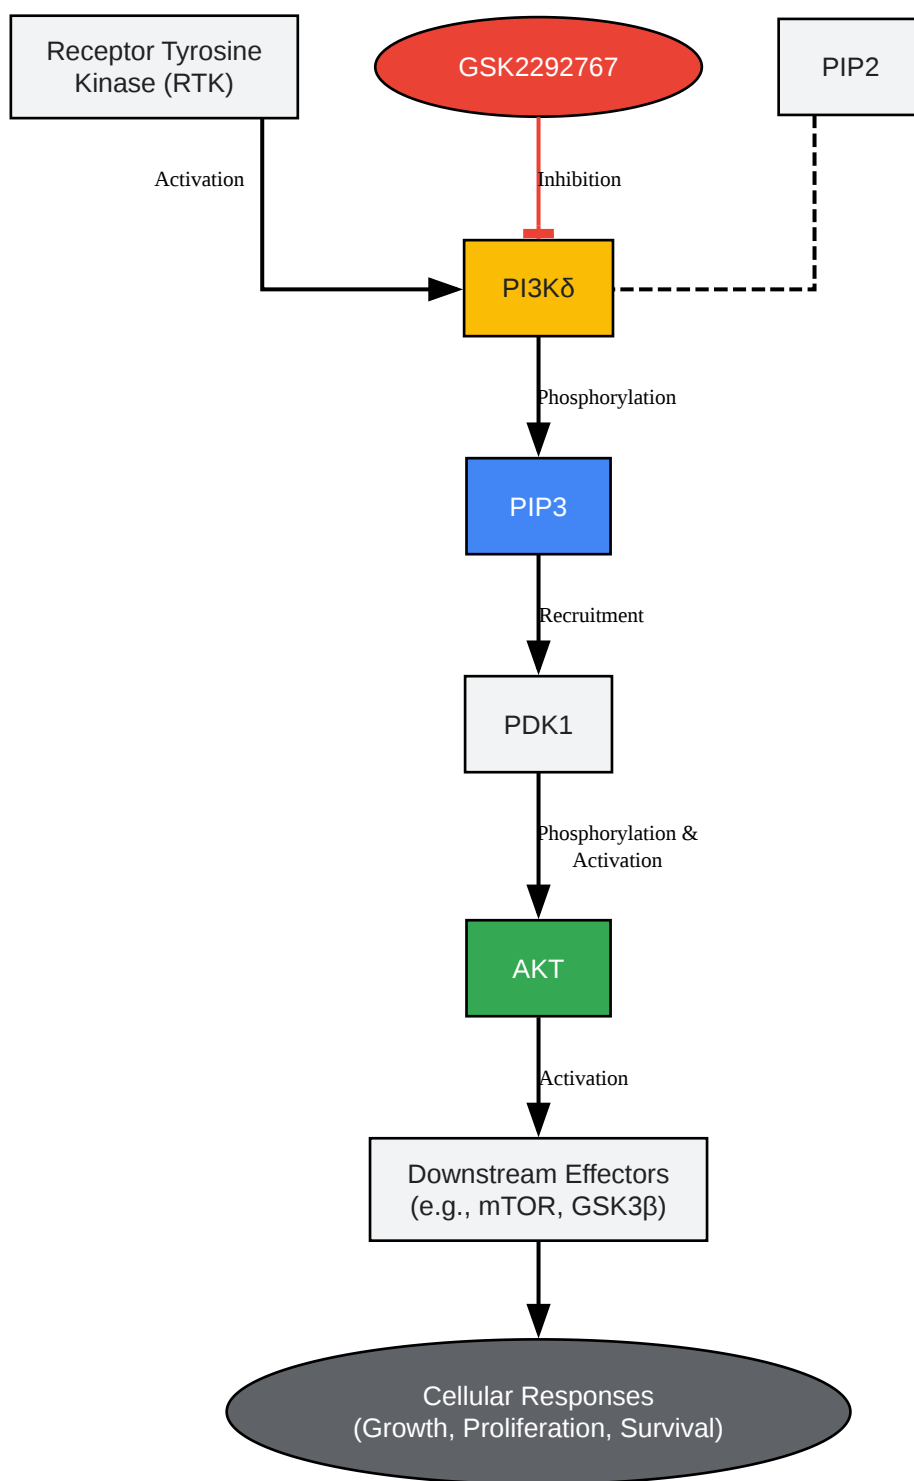 Receptor Tyrosine
Kinase (RTK)
GSK2292767
PIP2
Activation
Inhibition
PI3Kδ
Phosphorylation
PIP3
Recruitment
PDK1
Phosphorylation &
Activation
AKT
Activation
Downstream Effectors
(e.g., mTOR, GSK3β)
Cellular Responses
(Growth, Proliferation, Survival)